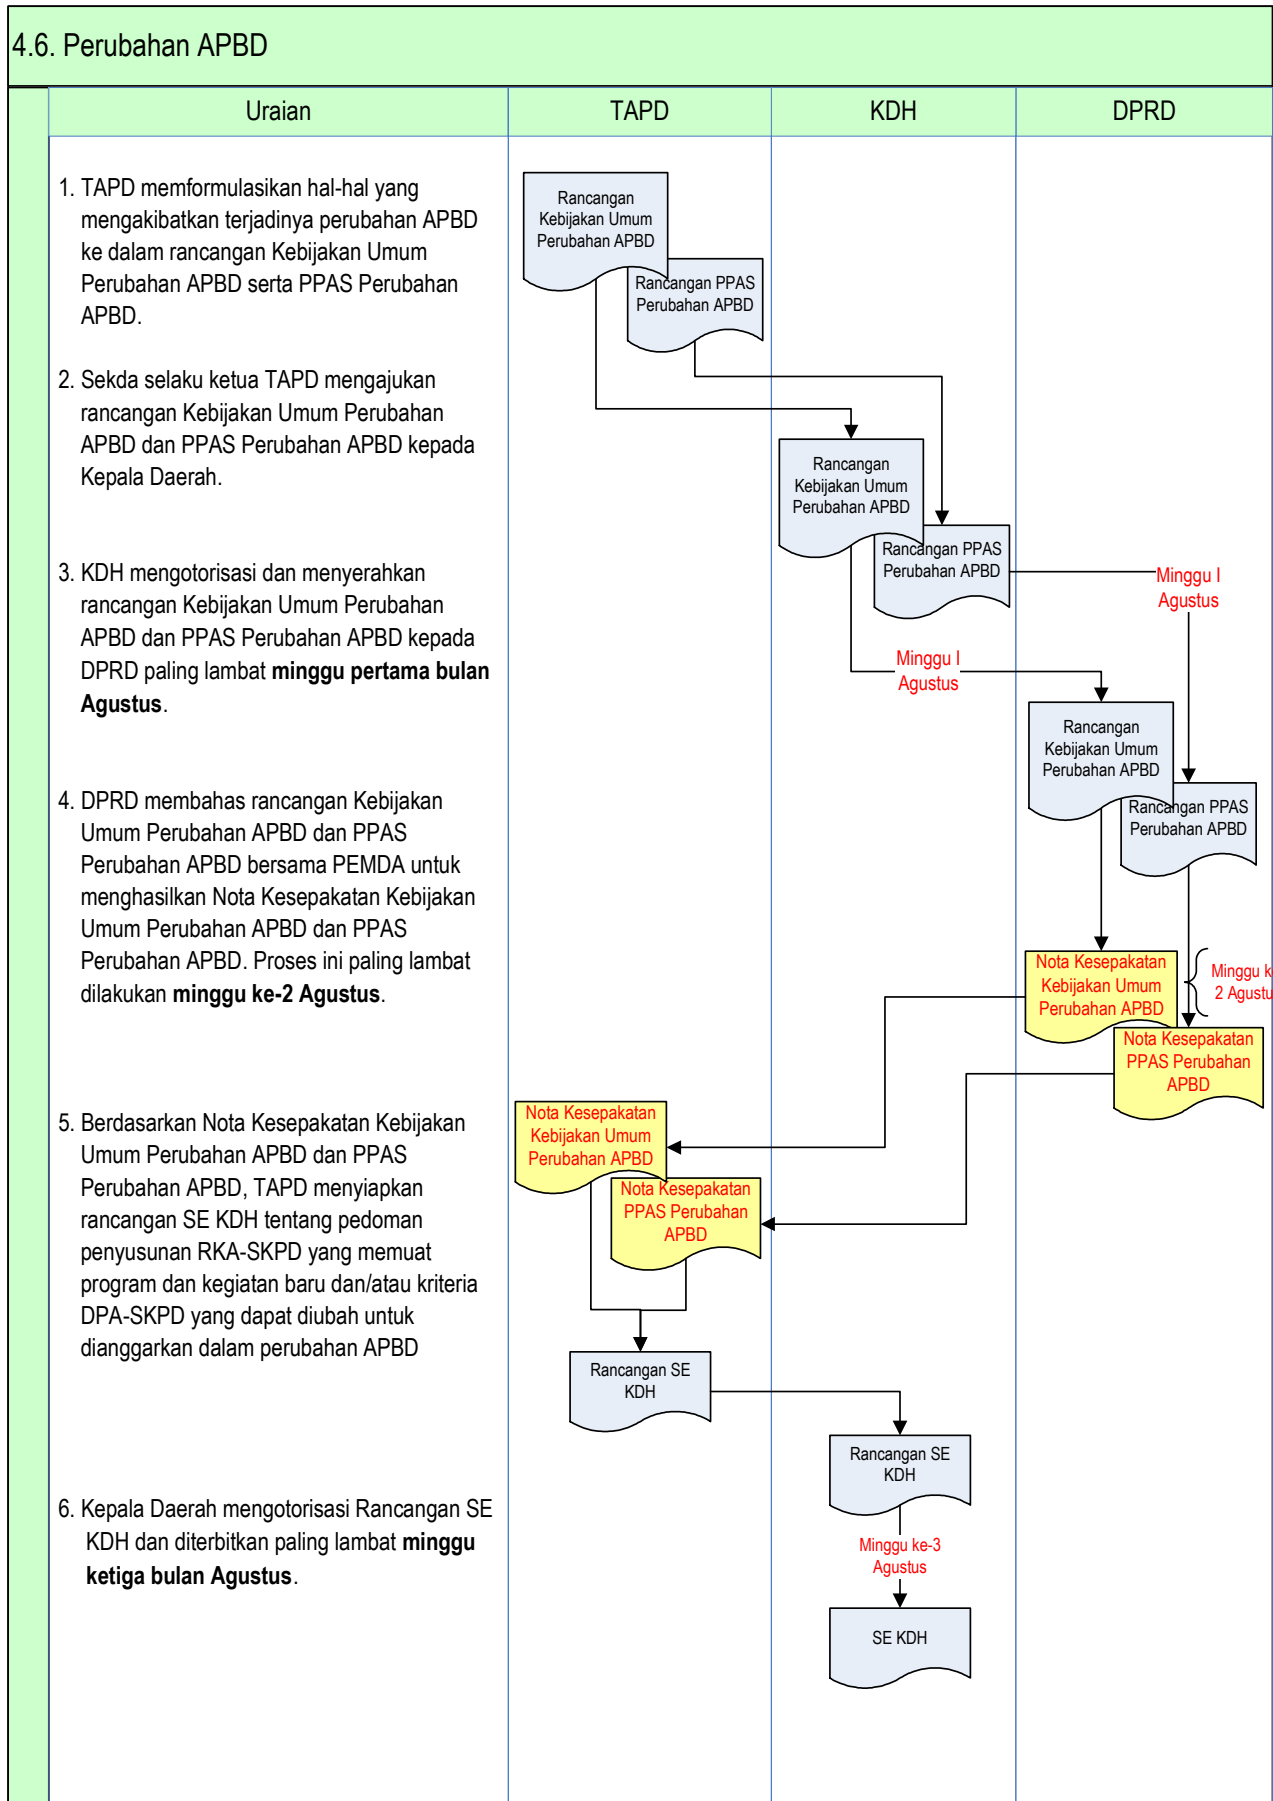 4.6. Perubahan APBD
Uraian
TAPD
KDH
DPRD
1. TAPD memformulasikan hal-hal yang
mengakibatkan terjadinya perubahan APBD
ke dalam rancangan Kebijakan Umum
Perubahan APBD serta PPAS Perubahan
APBD.
2. Sekda selaku ketua TAPD mengajukan
rancangan Kebijakan Umum Perubahan
APBD dan PPAS Perubahan APBD kepada
Kepala Daerah.
3. KDH mengotorisasi dan menyerahkan
rancangan Kebijakan Umum Perubahan
APBD dan PPAS Perubahan APBD kepada
DPRD paling lambat minggu pertama bulan
Agustus.
4. DPRD membahas rancangan Kebijakan
Umum Perubahan APBD dan PPAS
Perubahan APBD bersama PEMDA untuk
menghasilkan Nota Kesepakatan Kebijakan
Umum Perubahan APBD dan PPAS
Perubahan APBD. Proses ini paling lambat
dilakukan minggu ke-2 Agustus.
5. Berdasarkan Nota Kesepakatan Kebijakan
Umum Perubahan APBD dan PPAS
Perubahan APBD, TAPD menyiapkan
rancangan SE KDH tentang pedoman
penyusunan RKA-SKPD yang memuat
program dan kegiatan baru dan/atau kriteria
DPA-SKPD yang dapat diubah untuk
dianggarkan dalam perubahan APBD
6. Kepala Daerah mengotorisasi Rancangan SE
KDH dan diterbitkan paling lambat minggu
ketiga bulan Agustus.
Rancangan
Kebijakan Umum
Perubahan APBD
Rancangan PPAS
Perubahan APBD
Rancangan
Kebijakan Umum
Perubahan APBD
Rancangan PPAS
Perubahan APBD
Minggu I
Agustus
Minggu I
Agustus
Rancangan
Kebijakan Umum
Perubahan APBD
Rancangan PPAS
Perubahan APBD
Nota Kesepakatan
Kebijakan Umum
Perubahan APBD
Minggu k
2 Agustu
Nota Kesepakatan
PPAS Perubahan
APBD
Nota Kesepakatan
Kebijakan Umum
Perubahan APBD
Nota Kesepakatan
PPAS Perubahan
APBD
Rancangan SE
KDH
Rancangan SE
KDH
Minggu ke-3
Agustus
SE KDH